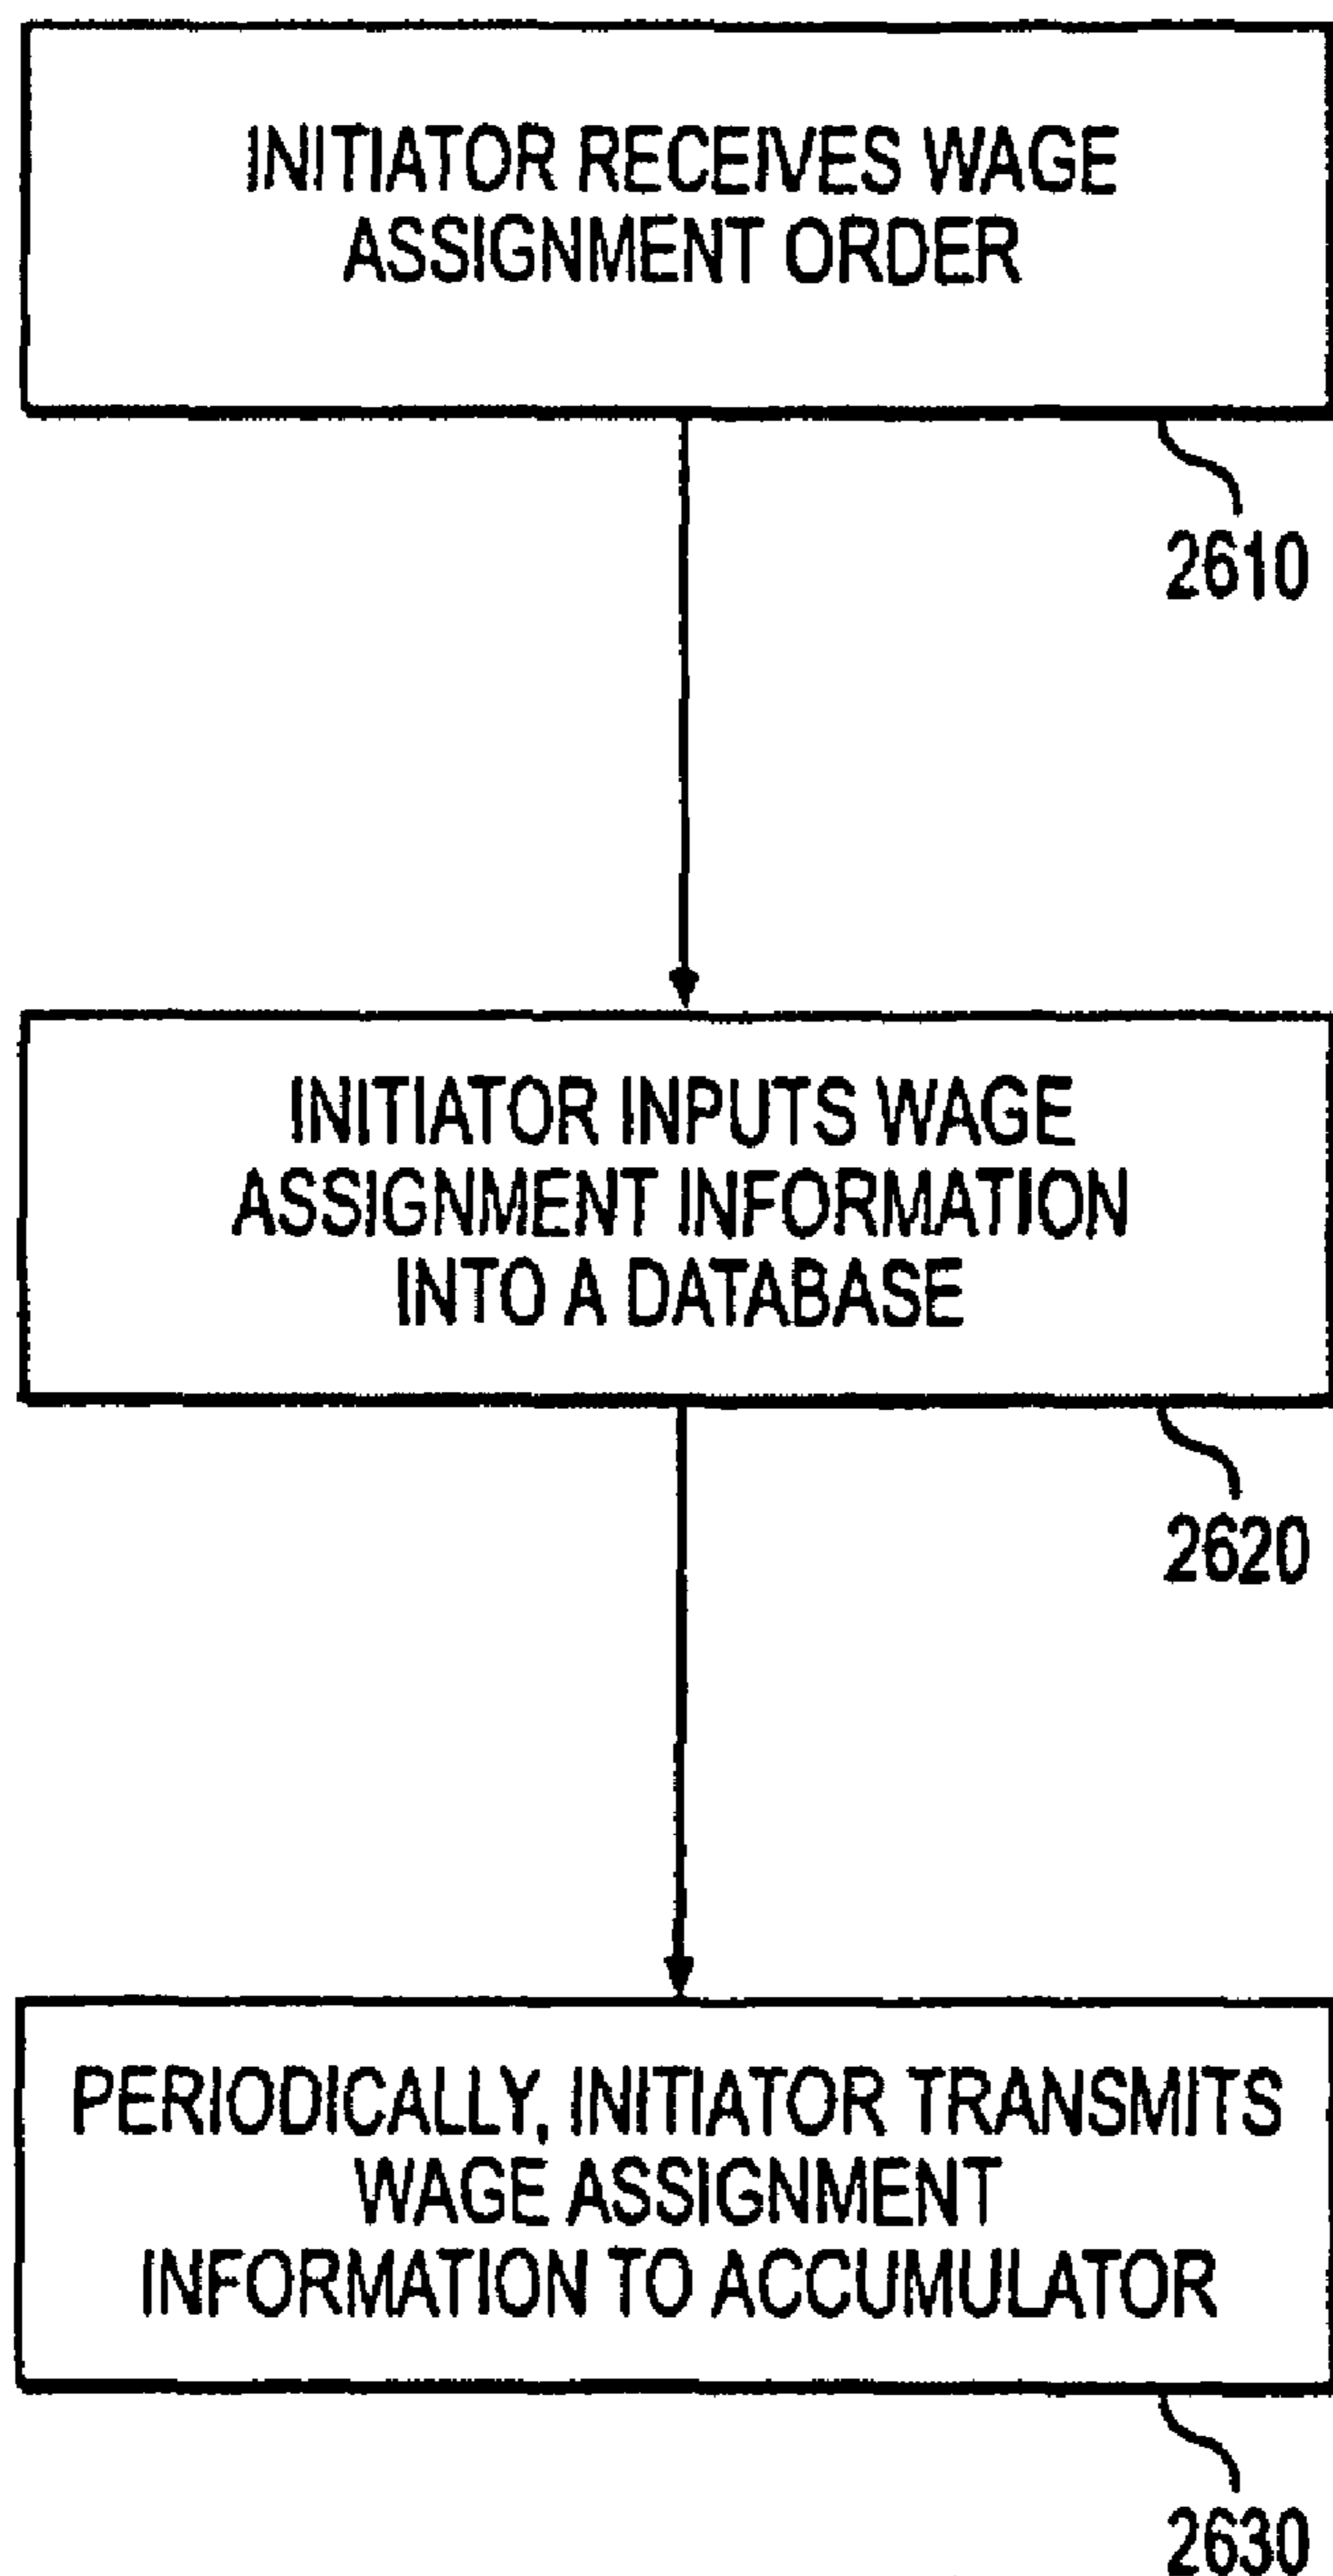 INITIATOR RECEIVES WAGE
ASSIGNMENT ORDER
2610
INITIATOR INPUTS WAGE
ASSIGNMENT INFORMATION
INTO A DATABASE
2620
PERIODICALLY, INITIATOR TRANSMITS
WAGE ASSIGNMENT
INFORMATION TO ACCUMULATOR
2630